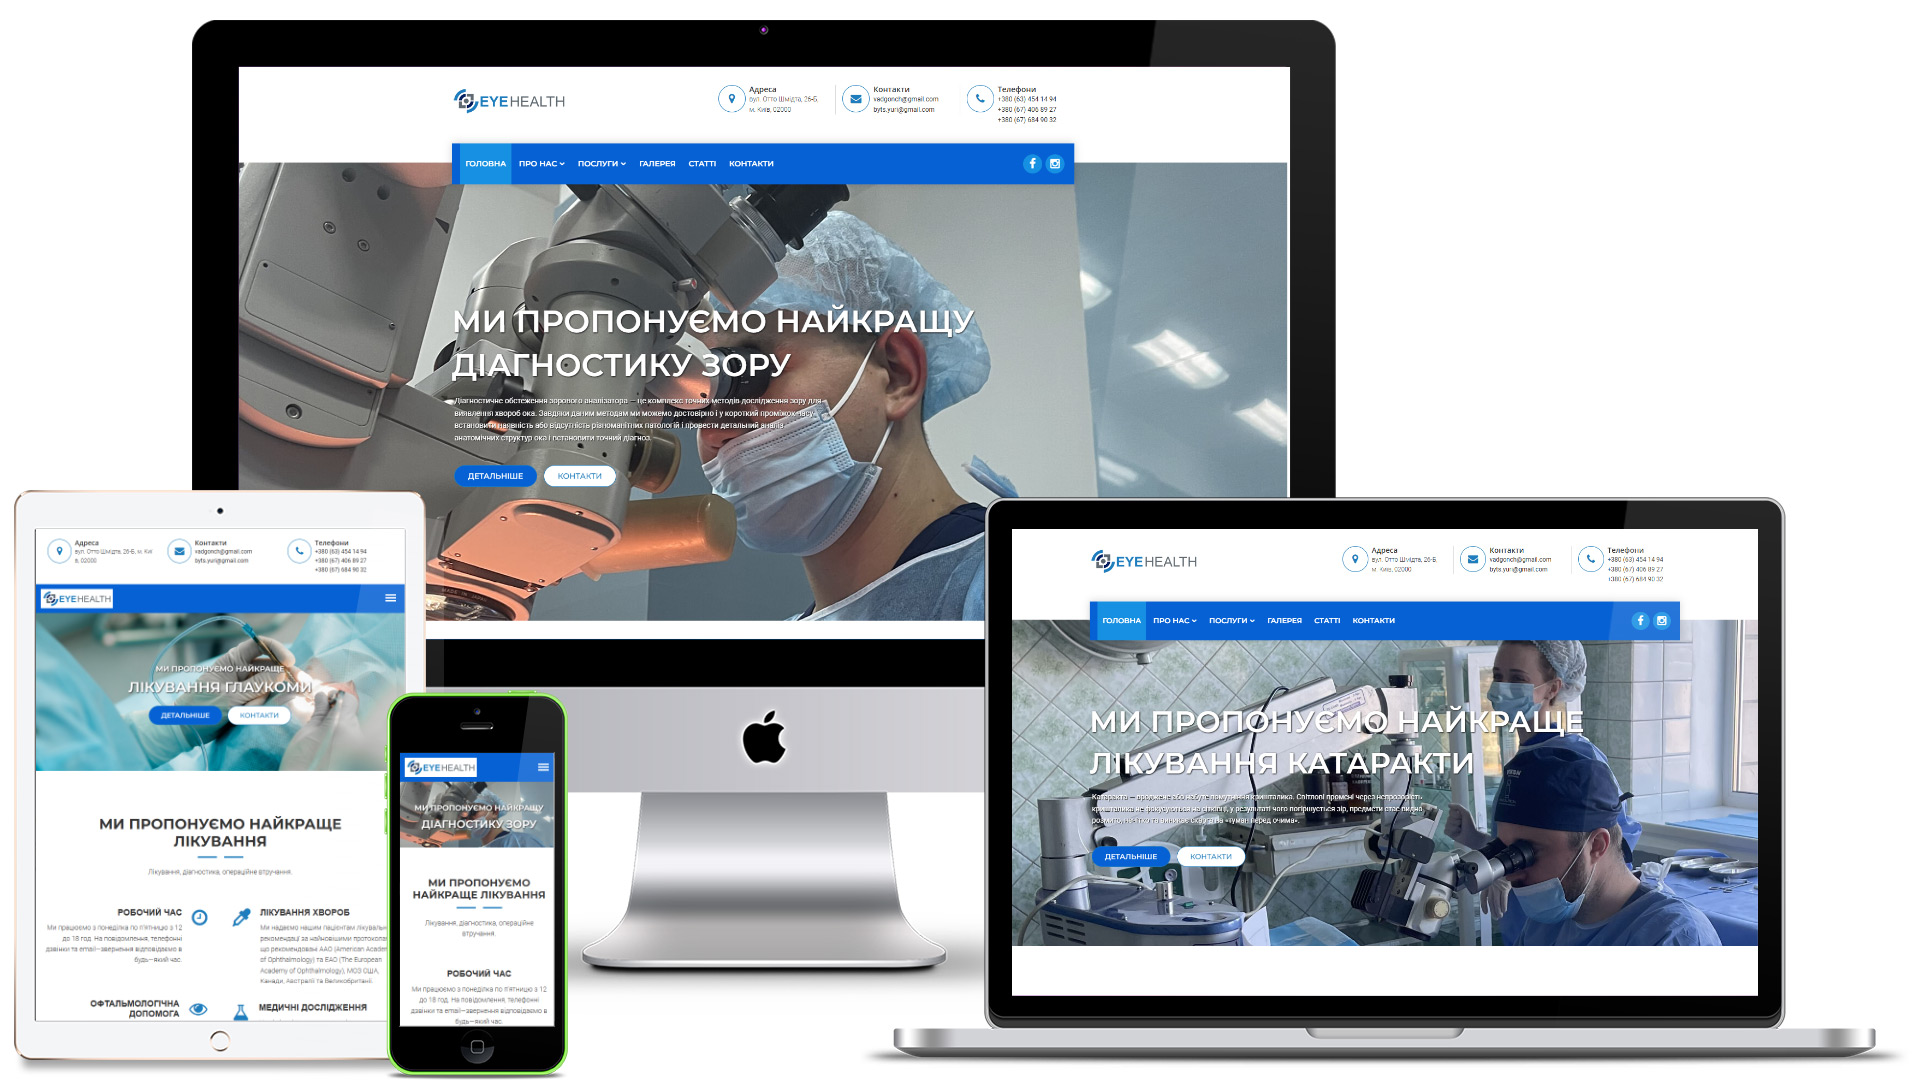 EYEHEALTH
Адреса
вул. Отто Шмідта, 26-Б,
м. Київ, 02000
Контакти
vadgonch@gmail.com
byts.yuri@gmail.com
Телефони
+380 (63) 454 14 94
+380 (67) 406 89 27
+380 (67) 684 90 32
ГОЛОВНА ПРО НАС ПОСЛУГИ ГАЛЕРЕЯ СТАТТІ КОНТАКТИ
МИ ПРОПОНУЄМО НАЙКРАЩУ
ДІАГНОСТИКУ ЗОРУ
Діагностичне обстеження зорового аналізатора — це комплекс точних методів дослідження зору для
виявлення хвороб ока. Завдяки даним методам ми можемо достовірно і у короткий проміжок часу
встановити наявність або відсутність різноманітних патологій і провести детальний аналіз
анатомічних структур ока і встановити точний діагноз.
ДЕТАЛЬНІШЕ КОНТАКТИ
MADE IN JAPAN
Адреса
вул. Отто Шмідта, 26-Б, м. Киї
в, 02000
Контакти
vadgonch@gmail.com
byts.yuri@gmail.com
Телефони
+380 (63) 454 14 94
+380 (67) 406 89 27
+380 (67) 684 90 32
EYEHEALTH
МИ ПРОПОНУЄМО НАЙКРАЩЕ
ЛІКУВАННЯ ГЛАУКОМИ
ДЕТАЛЬНІШЕ КОНТАКТИ
МИ ПРОПОНУЄМО НАЙКРАЩЕ
ЛІКУВАННЯ
Лікування, діагностика, операційне втручання.
РОБОЧИЙ ЧАС
Ми працюємо з понеділка по п'ятницю з 12
до 18 год. На повідомлення, телефонні
дзвінки та email—звернення відповідаємо в
будь—який час.
ЛІКУВАННЯ ХВОРОБ
Ми надаємо нашим пацієнтам лікувальн
рекомендації за найновішими протокола
що рекомендовані AAO (American Academ
of Ophthalmology) та EAO (The European
Academy of Ophthalmology), МОЗ США,
Канади, Австралії та Великобританії.
ОФТАЛЬМОЛОГІЧНА
ДОПОМОГА
МЕДИЧНІ ДОСЛІДЖЕННЯ
EYEHEALTH
МИ ПРОПОНУЄМО НАЙКРАЩУ
ДІАГНОСТИКУ ЗОРУ
МИ ПРОПОНУЄМО
НАЙКРАЩЕ ЛІКУВАННЯ
Лікування, діагностика, операційне
втручання.
РОБОЧИЙ ЧАС
Ми працюємо з понеділка по п'ятницю з 12
до 18 год. На повідомлення, телефонні
дзвінки та email—звернення відповідаємо в
будь—який час.
EYEHEALTH
Адреса
вул. Отто Шмідта, 26-Б,
м. Київ, 02000
Контакти
vadgonch@gmail.com
byts.yuri@gmail.com
Телефони
+380 (63) 454 14 94
+380 (67) 406 89 27
+380 (67) 684 90 32
ГОЛОВНА ПРО НАС ПОСЛУГИ ГАЛЕРЕЯ СТАТТІ КОНТАКТИ
МИ ПРОПОНУЄМО НАЙКРАЩЕ
ЛІКУВАННЯ КАТАРАКТИ
Катаракта — вроджене або набуте помутніння кришталика. Світлові промені через непрозорість
кришталика не фокусуються на сітківці, у результаті чого погіршується зір, предмети стає видно
розмито, нечітко та виникає скарга на «туман перед очима».
ДЕТАЛЬНІШЕ КОНТАКТИ